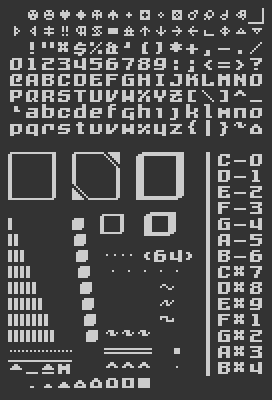 !"#$%&'()*+,-./
0123456789:;<=>?
@ABCDEFGHIJKLMNO
PQRSTUVWXYZ[\]^_
`abcdefghijklmno
pqrstuvwxyz{|}~⌂
(64)
C-0
D-1
E-2
F-3
G-4
A-5
B-6
C#7
D#8
E#9
F#1
G#2
A#3
B#4